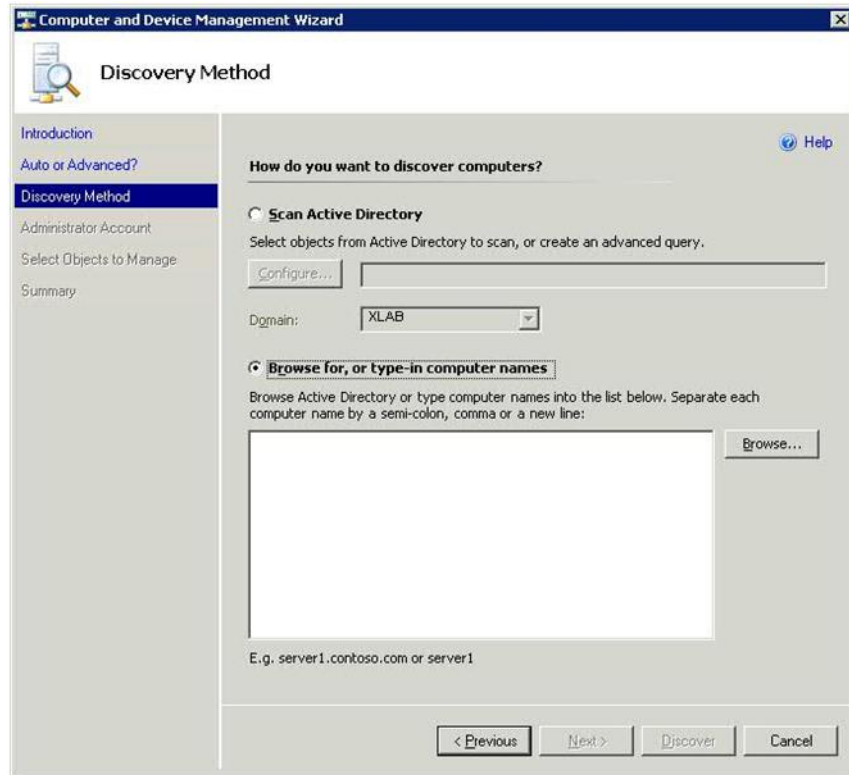 Computer and Device Management Wizard
Discovery Method
Introduction
Auto or Advanced?
Discovery Method
Administrator Account
Select Objects to Manage
Summary
Help
How do you want to discover computers?
Scan Active Directory
Select objects from Active Directory to scan, or create an advanced query.
Configure...
Domain: XLAB
Browse for, or type-in computer names
Browse Active Directory or type computer names into the list below. Separate each
computer name by a semi-colon, comma or a new line:
Browse...
E.g. server1.contoso.com or server1
< Previous Next > Discover Cancel